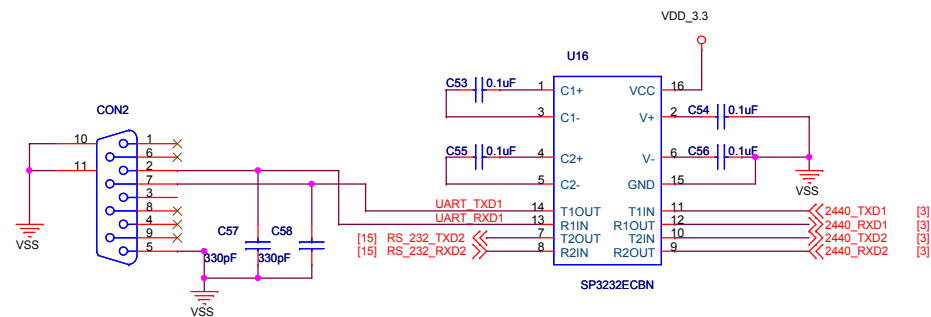 VDD_3.3
U16
C53 0.1uF 1 C1+ VCC 16
3 C1- V+ 2 C54 0.1uF
CON2
10 1
6
11 2
7
3
8
4
9
5
C55 0.1uF 4 C2+ V- 6 C56 0.1uF
5 C2- GND 15
VSS
UART_TXD1 14 T1OUT T1IN 11 2440_TXD1 [3]
UART_RXD1 13 R1IN R1OUT 12 2440_RXD1 [3]
[15] RS_232_TXD2 7 T2OUT T2IN 10 2440_TXD2 [3]
[15] RS_232_RXD2 8 R2IN R2OUT 9 2440_RXD2 [3]
VSS
C57 C58
330pF 330pF
SP3232ECBN
VSS